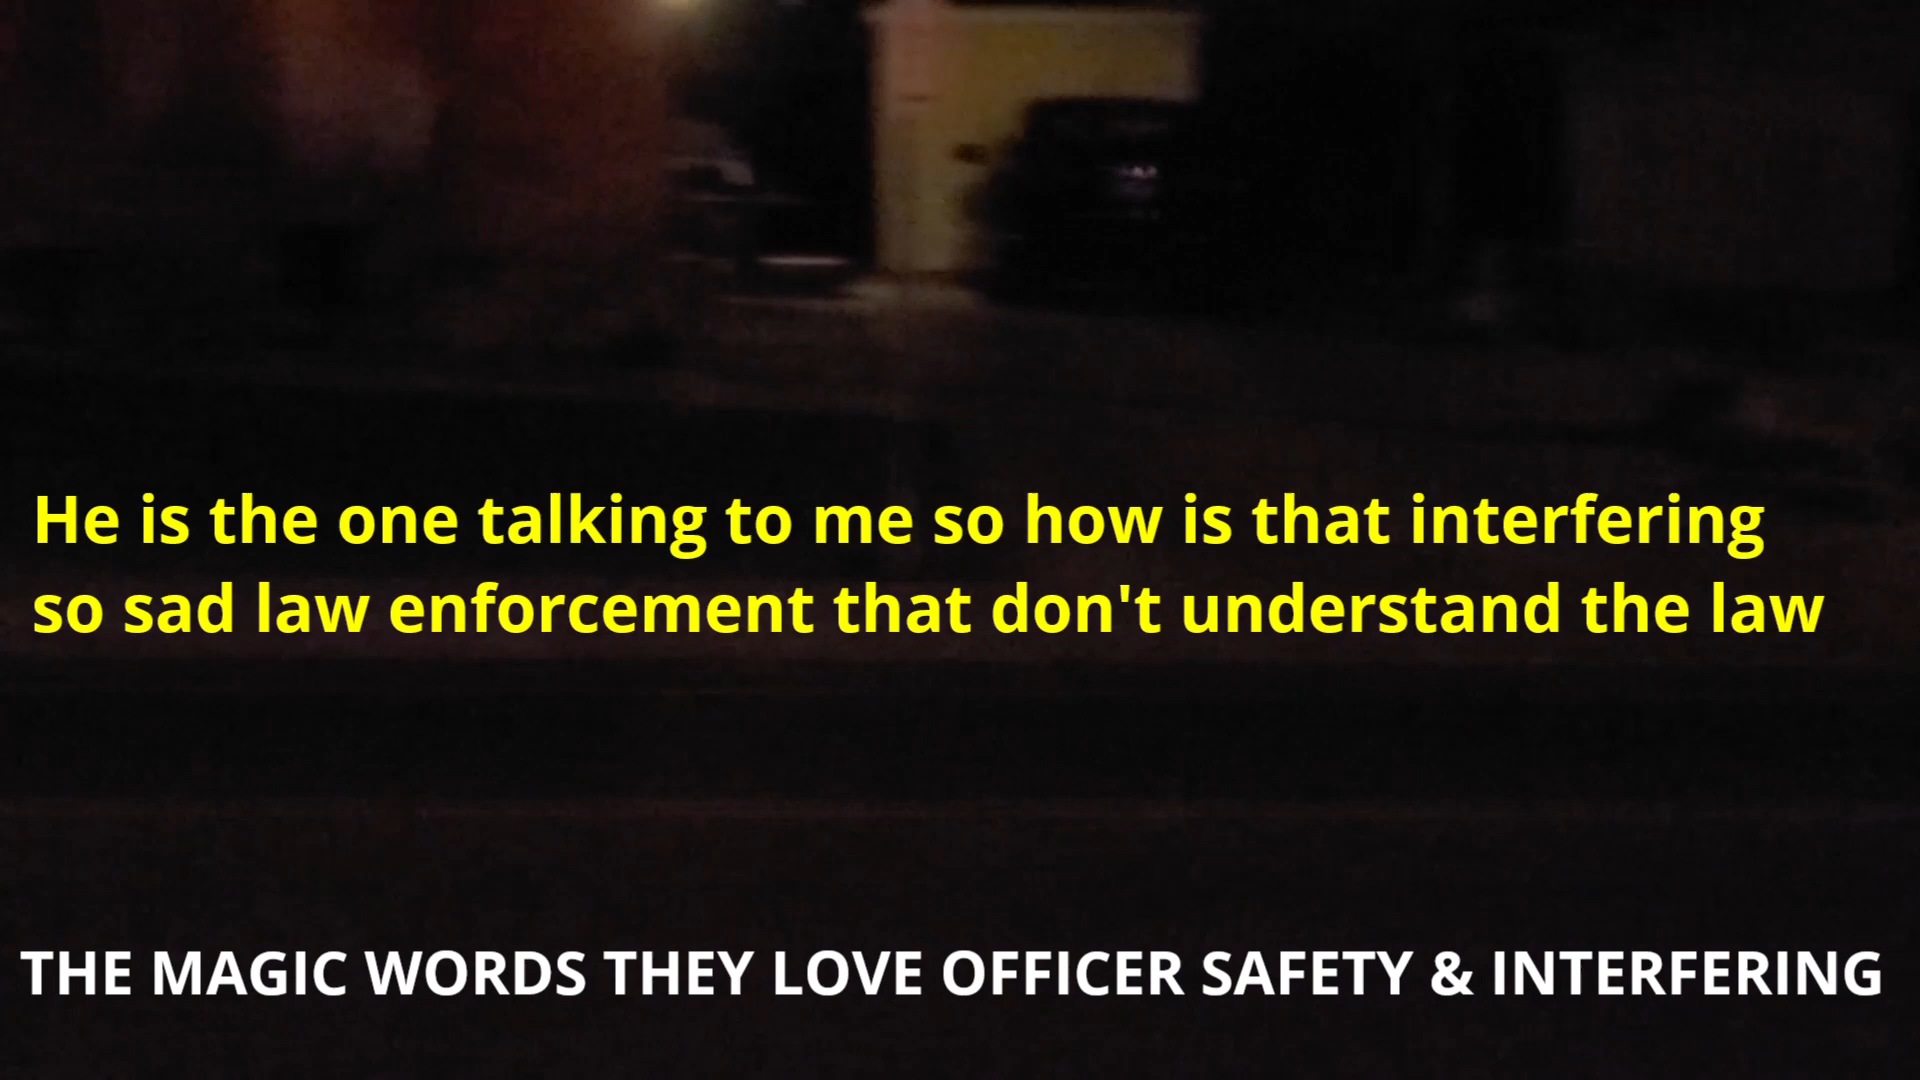 He is the one talking to me so how is that interfering
so sad law enforcement that don't understand the law
THE MAGIC WORDS THEY LOVE OFFICER SAFETY & INTERFERING